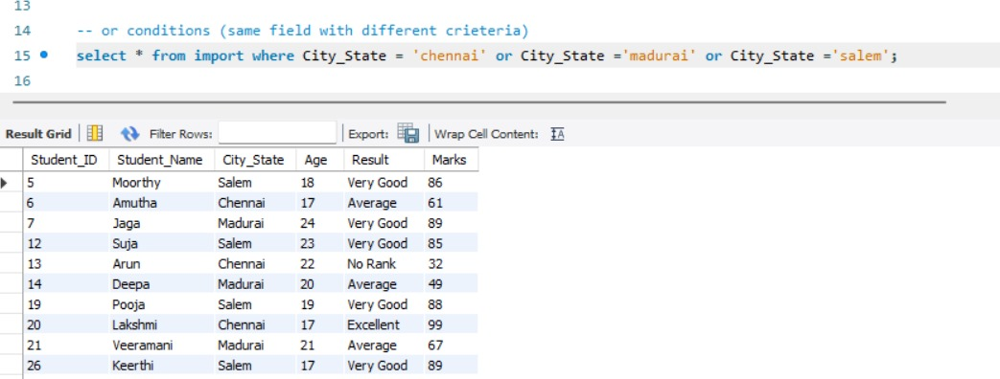 13
14 -- or conditions (same field with different crieteria)
15 select * from import where City_State = 'chennai' or City_State ='madurai' or City_State ='salem';
16
Result Grid Filter Rows: Export: Wrap Cell Content: IA
Student_ID Student_Name City_State Age Result Marks
5 Moorthy Salem 18 Very Good 86
6 Amutha Chennai 17 Average 61
7 Jaga Madurai 24 Very Good 89
12 Suja Salem 23 Very Good 85
13 Arun Chennai 22 No Rank 32
14 Deepa Madurai 20 Average 49
19 Pooja Salem 19 Very Good 88
20 Lakshmi Chennai 17 Excellent 99
21 Veeramani Madurai 21 Average 67
26 Keerthi Salem 17 Very Good 89